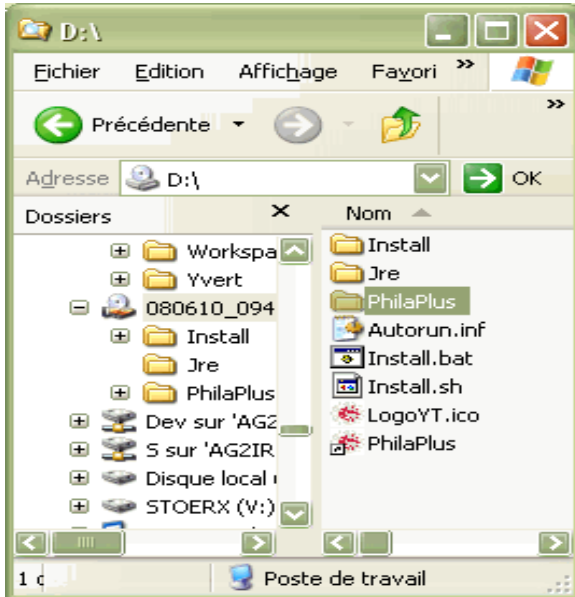 D:\
Fichier Edition Affichage Favori »
Précédente »
Adresse D:\ OK
Dossiers × Nom
Workspa
Yvert
080610_094
Install
Jre
PhilaPlus
Dev sur 'AG2
S sur 'AG2IR
Disque local
STOERX (V:)
Install
Jre
PhilaPlus
Autorun.inf
Install.bat
Install.sh
LogoYT.ico
PhilaPlus
1 Poste de travail